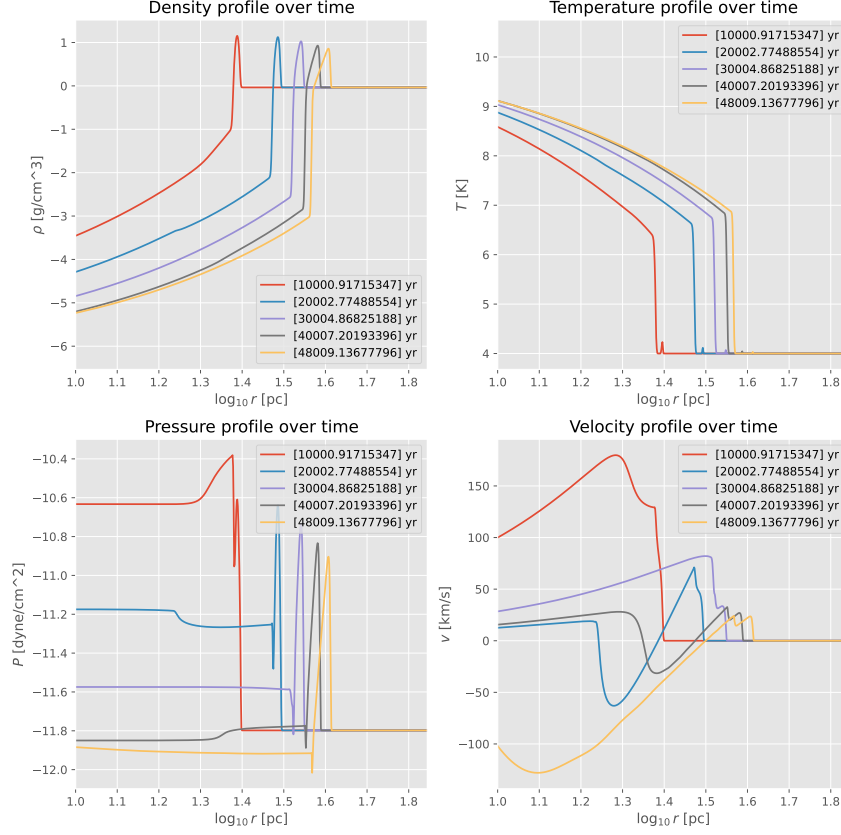 Density profile over time
ρ [g/cm^3]
1
0
−1
−2
−3
−4
−5
−6
[10000.91715347] yr
[20002.77488554] yr
[30004.86825188] yr
[40007.20193396] yr
[48009.13677796] yr
1.0 1.1 1.2 1.3 1.4 1.5 1.6 1.7 1.8
log10 r [pc]
Temperature profile over time
T [K]
10
9
8
7
6
5
4
[10000.91715347] yr
[20002.77488554] yr
[30004.86825188] yr
[40007.20193396] yr
[48009.13677796] yr
1.0 1.1 1.2 1.3 1.4 1.5 1.6 1.7 1.8
log10 r [pc]
Pressure profile over time
P [dyne/cm^2]
−10.4
−10.6
−10.8
−11.0
−11.2
−11.4
−11.6
−11.8
−12.0
[10000.91715347] yr
[20002.77488554] yr
[30004.86825188] yr
[40007.20193396] yr
[48009.13677796] yr
1.0 1.1 1.2 1.3 1.4 1.5 1.6 1.7 1.8
log10 r [pc]
Velocity profile over time
v [km/s]
150
100
50
0
−50
−100
[10000.91715347] yr
[20002.77488554] yr
[30004.86825188] yr
[40007.20193396] yr
[48009.13677796] yr
1.0 1.1 1.2 1.3 1.4 1.5 1.6 1.7 1.8
log10 r [pc]